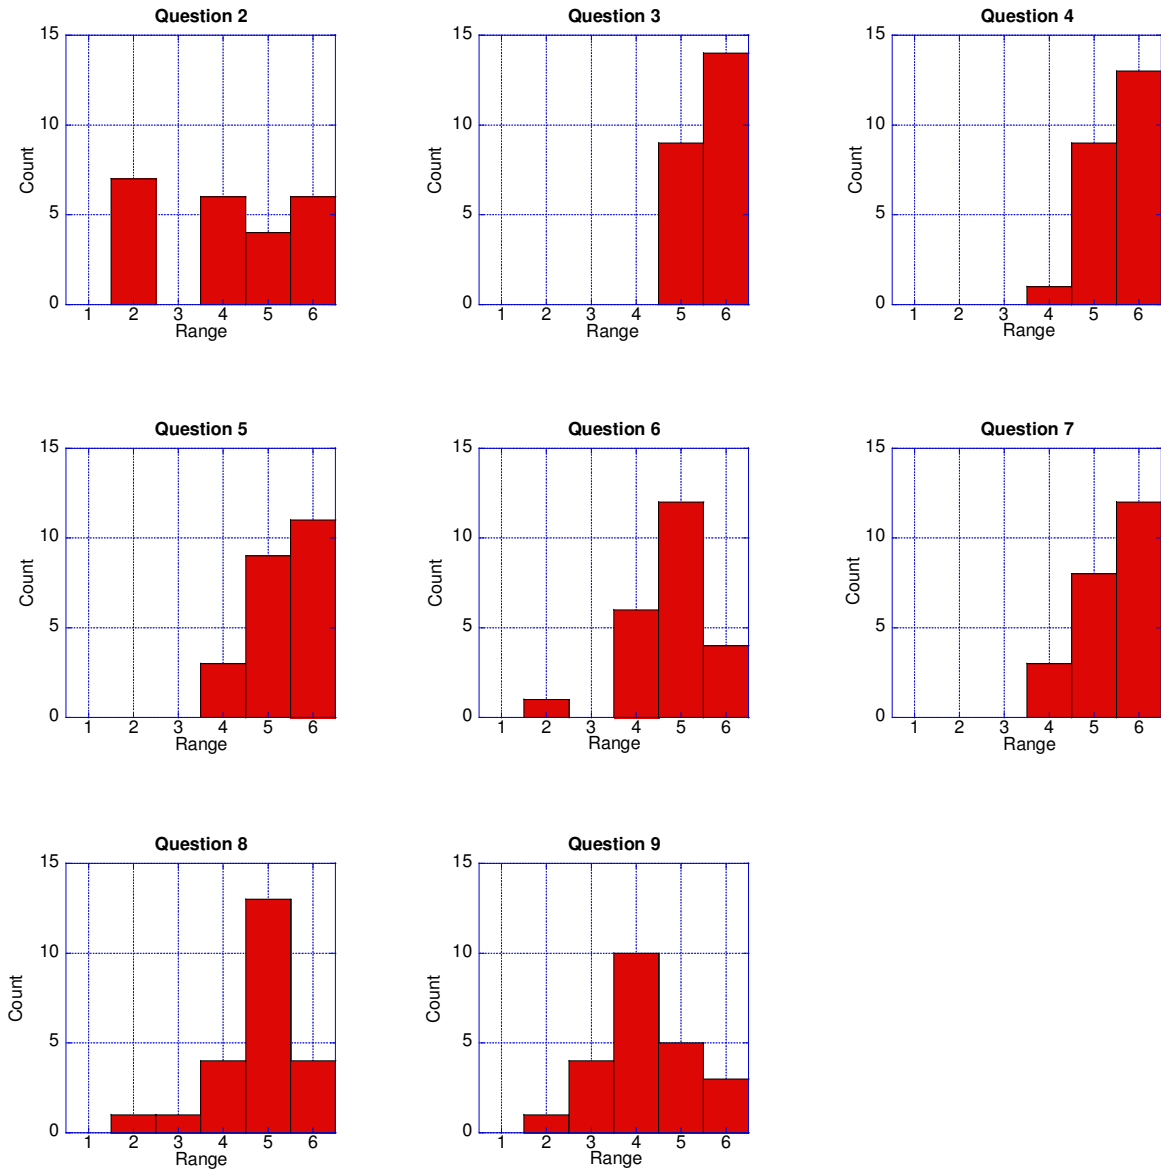 Question 2
15
10
5
0
Count
1 2 3 4 5 6
Range
Question 3
15
10
5
0
Count
1 2 3 4 5 6
Range
Question 4
15
10
5
0
Count
1 2 3 4 5 6
Range
Question 5
15
10
5
0
Count
1 2 3 4 5 6
Range
Question 6
15
10
5
0
Count
1 2 3 4 5 6
Range
Question 7
15
10
5
0
Count
1 2 3 4 5 6
Range
Question 8
15
10
5
0
Count
1 2 3 4 5 6
Range
Question 9
15
10
5
0
Count
1 2 3 4 5 6
Range